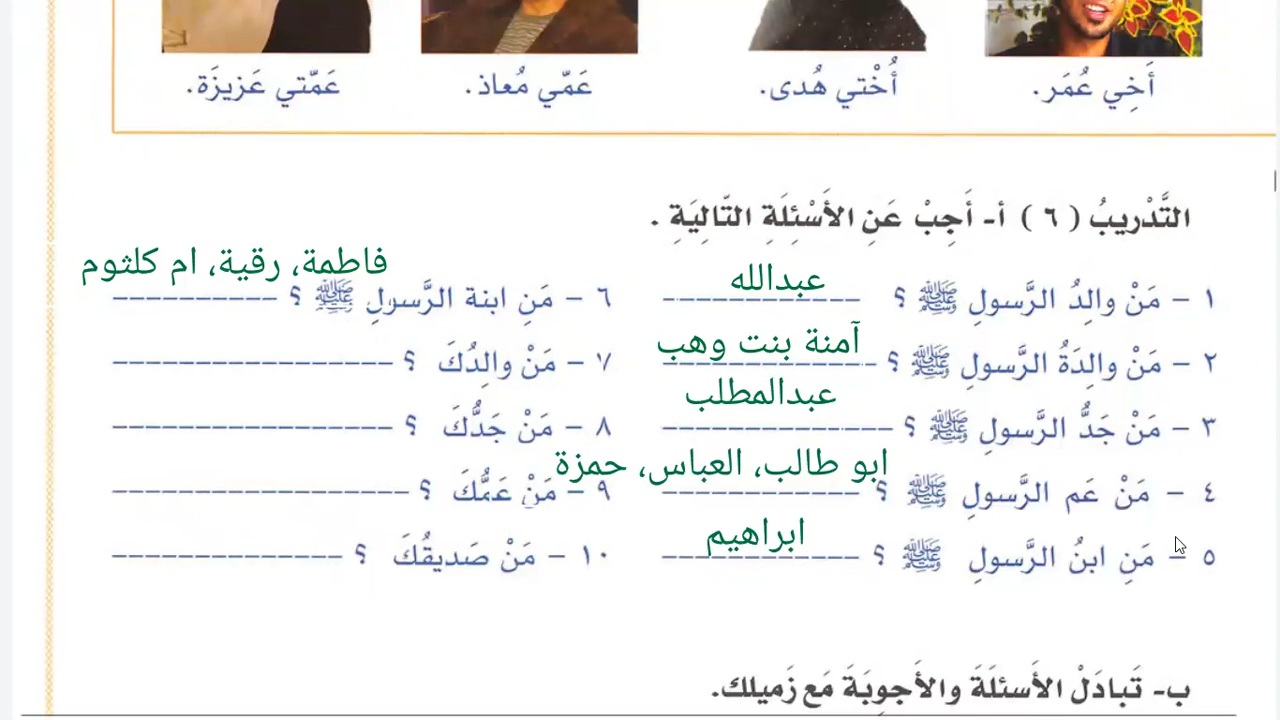 أَخِي عُمَر. أُخْتي هُدى. عَمّي مُعاذ. عَمّتي عَزيزَة.
التَّدْريبُ ( ٦ ) أ- أَجِبْ عَنِ الأَسْئِلَةِ التّالِيَةِ .
١ - مَنْ والِدُ الرَّسولِ ﷺ ؟ عبدالله
٢ - مَنْ والِدَةُ الرَّسولِ ﷺ ؟ آمنة بنت وهب
٣ - مَنْ جَدُّ الرَّسولِ ﷺ ؟ عبدالمطلب
٤ - مَنْ عَم الرَّسولِ ﷺ ؟ ابو طالب، العباس، حمزة
٥ - مَنِ ابنُ الرَّسولِ ﷺ ؟ ابراهيم
٦ - مَنِ ابنة الرَّسولِ ﷺ ؟ فاطمة، رقية، ام كلثوم
٧ - مَنْ والِدُكَ ؟
٨ - مَنْ جَدُّكَ ؟
٩ - مَنْ عَمُّكَ ؟
١٠ - مَنْ صَديقُكَ ؟
ب- تَبادَلْ الأَسئلَةَ والأَجوِبَةَ مَع زَميلك.